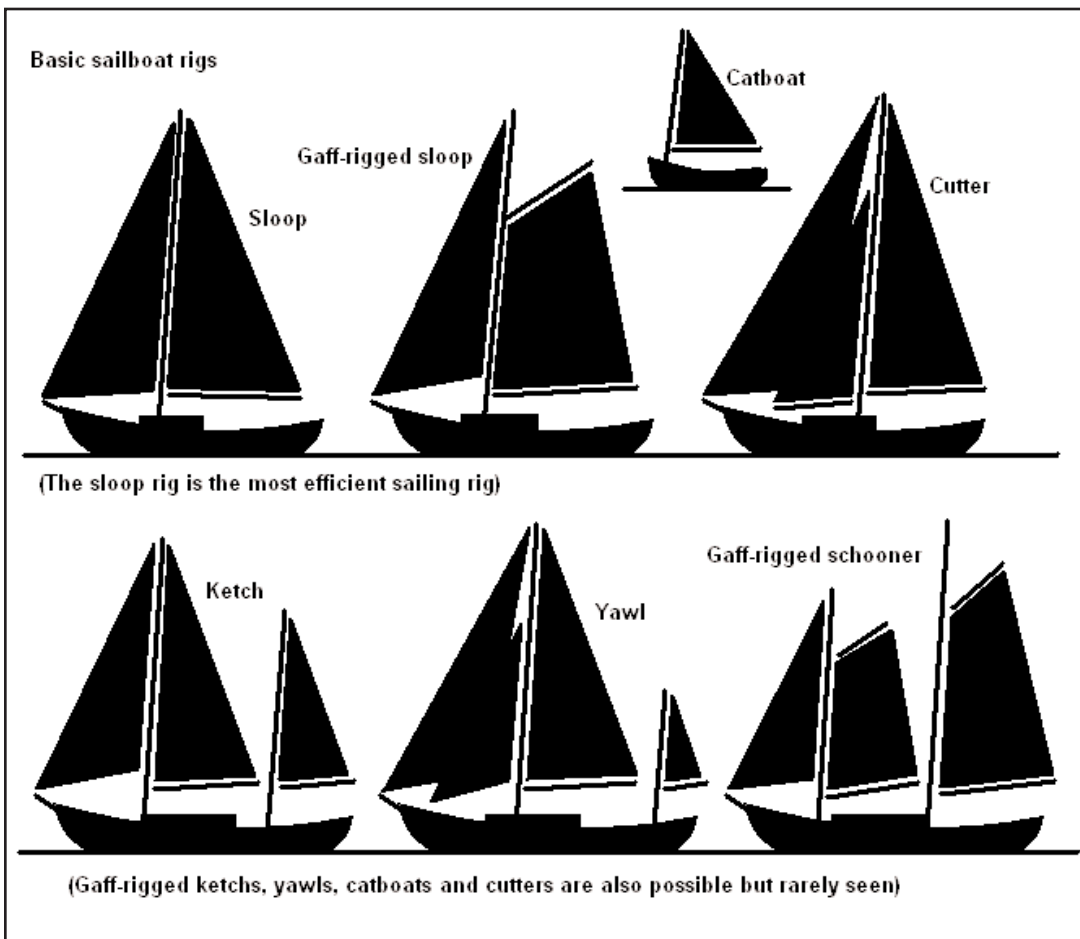 Basic sailboat rigs
Catboat
Gaff-rigged sloop
Cutter
Sloop
(The sloop rig is the most efficient sailing rig)
Gaff-rigged schooner
Ketch
Yawl
(Gaff-rigged ketchs, yawls, catboats and cutters are also possible but rarely seen)